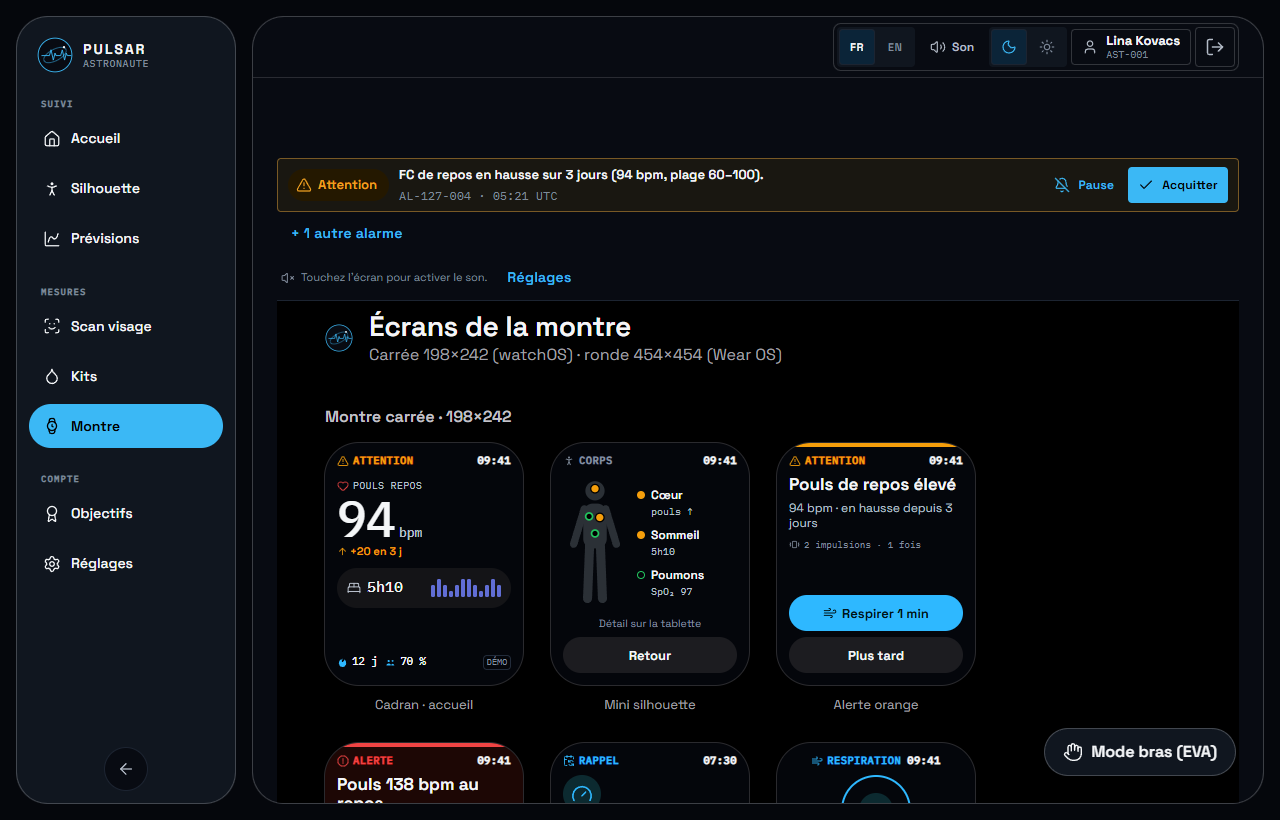 PULSAR
ASTRONAUTE
SUIVI
Accueil
Silhouette
Prévisions
MESURES
Scan visage
Kits
Montre
COMPTE
Objectifs
Réglages
FR
EN
Son
Lina Kovacs
AST-001
Attention
FC de repos en hausse sur 3 jours (94 bpm, plage 60–100).
AL-127-004 · 05:21 UTC
Pause
Acquitter
+ 1 autre alarme
Touchez l'écran pour activer le son.
Réglages
Écrans de la montre
Carrée 198×242 (watchOS) · ronde 454×454 (Wear OS)
Montre carrée · 198×242
ATTENTION
09:41
POULS REPOS
94 bpm
↑ +20 en 3 j
5h10
12 j
70 %
DÉMO
Cadran · accueil
CORPS
09:41
Cœur
pouls ↑
Sommeil
5h10
Poumons
SpO₂ 97
Détail sur la tablette
Retour
Mini silhouette
ATTENTION
09:41
Pouls de repos élevé
94 bpm · en hausse depuis 3
jours
2 impulsions · 1 fois
Respirer 1 min
Plus tard
Alerte orange
ALERTE
09:41
Pouls 138 bpm au
repos
RAPPEL
07:30
RESPIRATION
09:41
Mode bras (EVA)